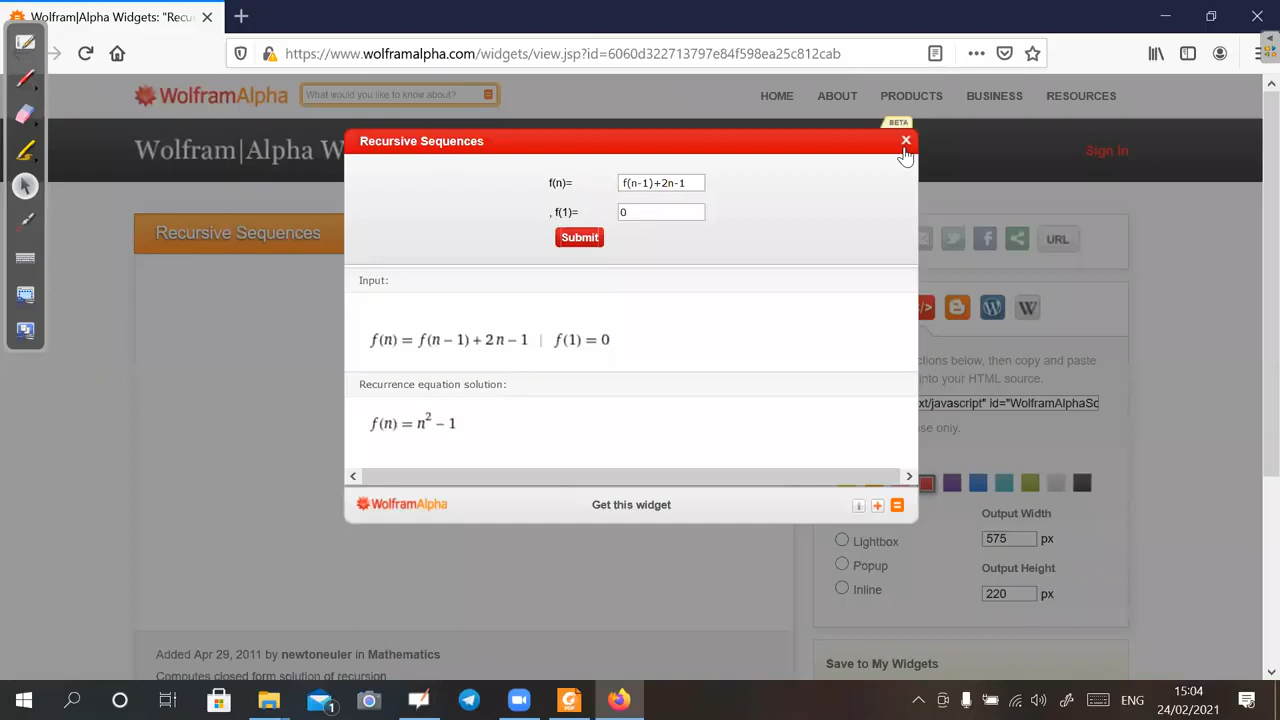 Wolfram|Alpha Widgets: "Recu
https://www.wolframalpha.com/widgets/view.jsp?id=6060d322713797e84f598ea25c812cab
WolframAlpha
What would you like to know about?
HOME
ABOUT
PRODUCTS
BUSINESS
RESOURCES
BETA
Wolfram|Alpha W
Recursive Sequences
Sign In
f(n)=
f(n-1)+2n-1
, f(1)=
0
Submit
Recursive Sequences
URL
Input:
f(n) = f(n − 1) + 2 n − 1 | f(1) = 0
Recurrence equation solution:
f(n) = n² − 1
ctions below, then copy and paste
into your HTML source.
xt/javascript" id="WolframAlphaSc
se only.
WolframAlpha
Get this widget
Output Width
575 px
Lightbox
Popup
Inline
Output Height
220 px
Added Apr 29, 2011 by newtoneuler in Mathematics
Computes closed form solution of recursion
Save to My Widgets
1
PDF
ENG
15:04
24/02/2021